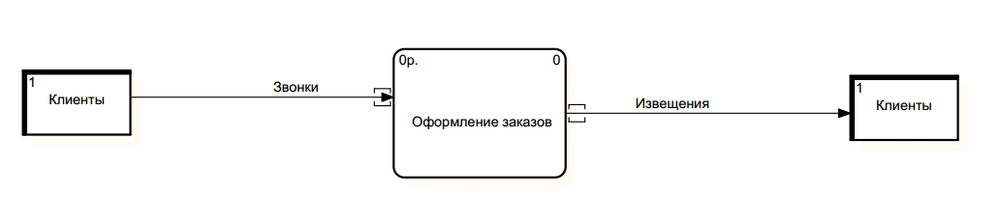 1
Клиенты
Звонки
0р. 0
Оформление заказов
Извещения
1
Клиенты